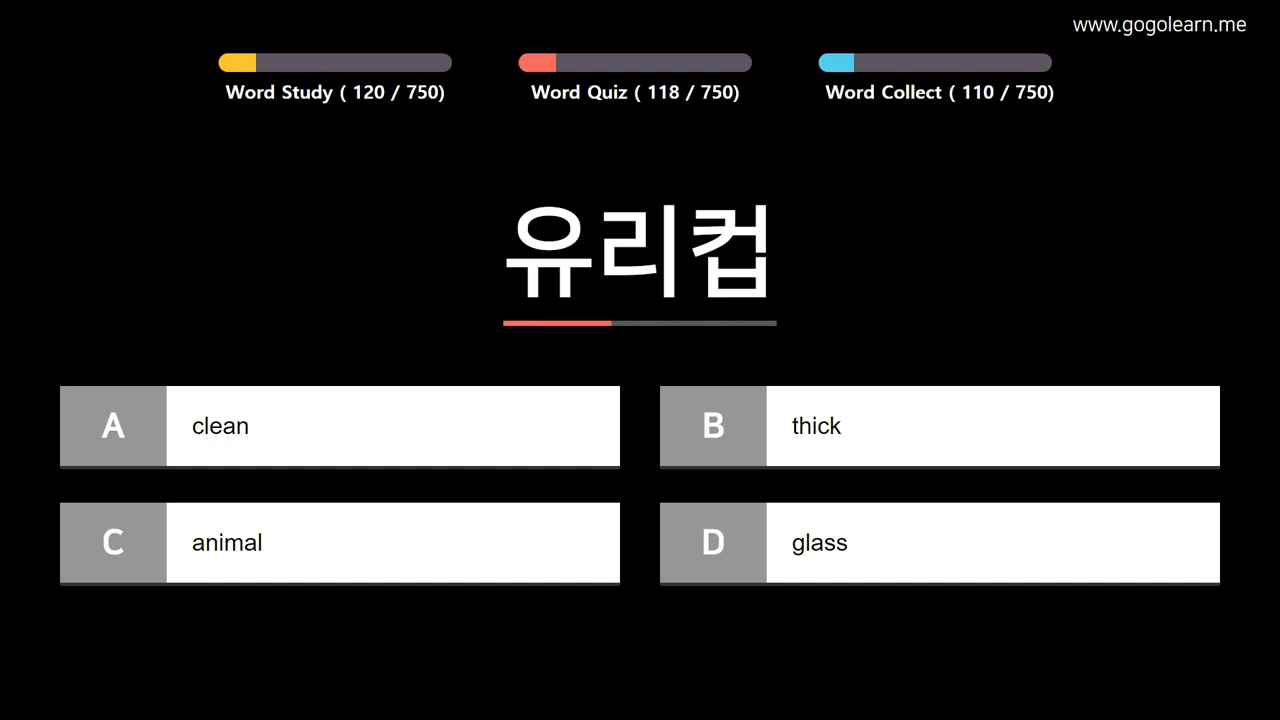 www.gogolearn.me
Word Study ( 120 / 750)
Word Quiz ( 118 / 750)
Word Collect ( 110 / 750)
유리컵
A clean
B thick
C animal
D glass